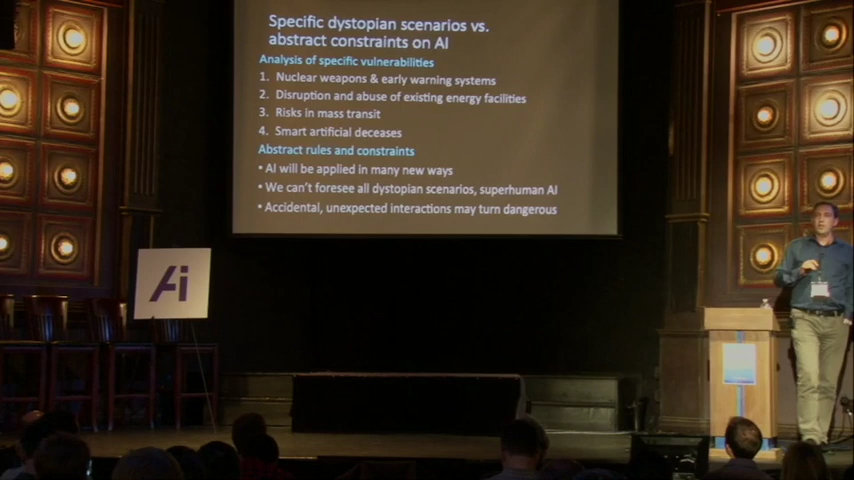 Specific dystopian scenarios vs.
abstract constraints on AI
Analysis of specific vulnerabilities
1. Nuclear weapons & early warning systems
2. Disruption and abuse of existing energy facilities
3. Risks in mass transit
4. Smart artificial deceases
Abstract rules and constraints
• AI will be applied in many new ways
• We can't foresee all dystopian scenarios, superhuman AI
• Accidental, unexpected interactions may turn dangerous
Ai